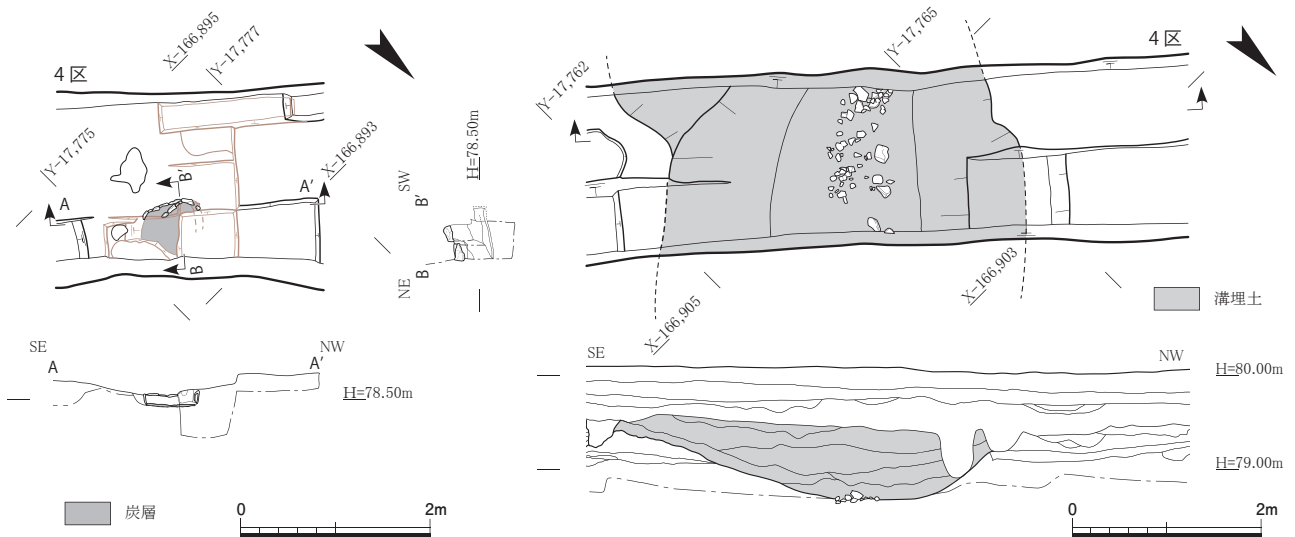 4区
X-166,895
Y-17,777
Y-17,775
X-166,893
A
A′
B′
B
H=78.50m
SW
B′
B
NE
SE
A
NW
A′
H=78.50m
炭層
0
2m
4区
Y-17,762
Y-17,765
X-166,905
X-166,903
溝埋土
SE
NW
H=80.00m
H=79.00m
0
2m